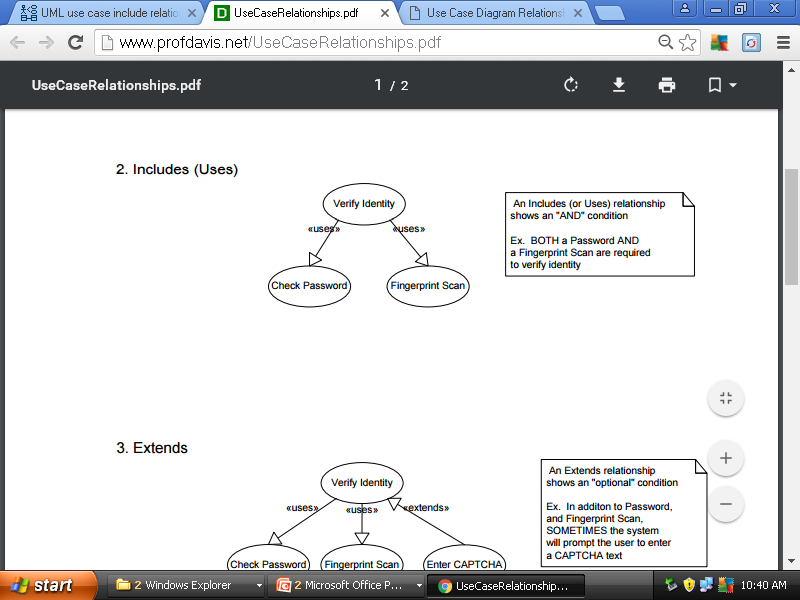 UML use case include relatio
UseCaseRelationships.pdf
Use Case Diagram Relations
www.profdavis.net/UseCaseRelationships.pdf
UseCaseRelationships.pdf
1 / 2
2. Includes (Uses)
Verify Identity
«uses»
«uses»
Check Password
Fingerprint Scan
An Includes (or Uses) relationship
shows an "AND" condition
Ex. BOTH a Password AND
a Fingerprint Scan are required
to verify identity
3. Extends
Verify Identity
«uses»
«uses»
«extends»
Check Password
Fingerprint Scan
Enter CAPTCHA
An Extends relationship
shows an "optional" condition
Ex. In additon to Password,
and Fingerprint Scan,
SOMETIMES the system
will prompt the user to enter
a CAPTCHA text
start
2 Windows Explorer
2 Microsoft Office P...
UseCaseRelationship...
10:40 AM